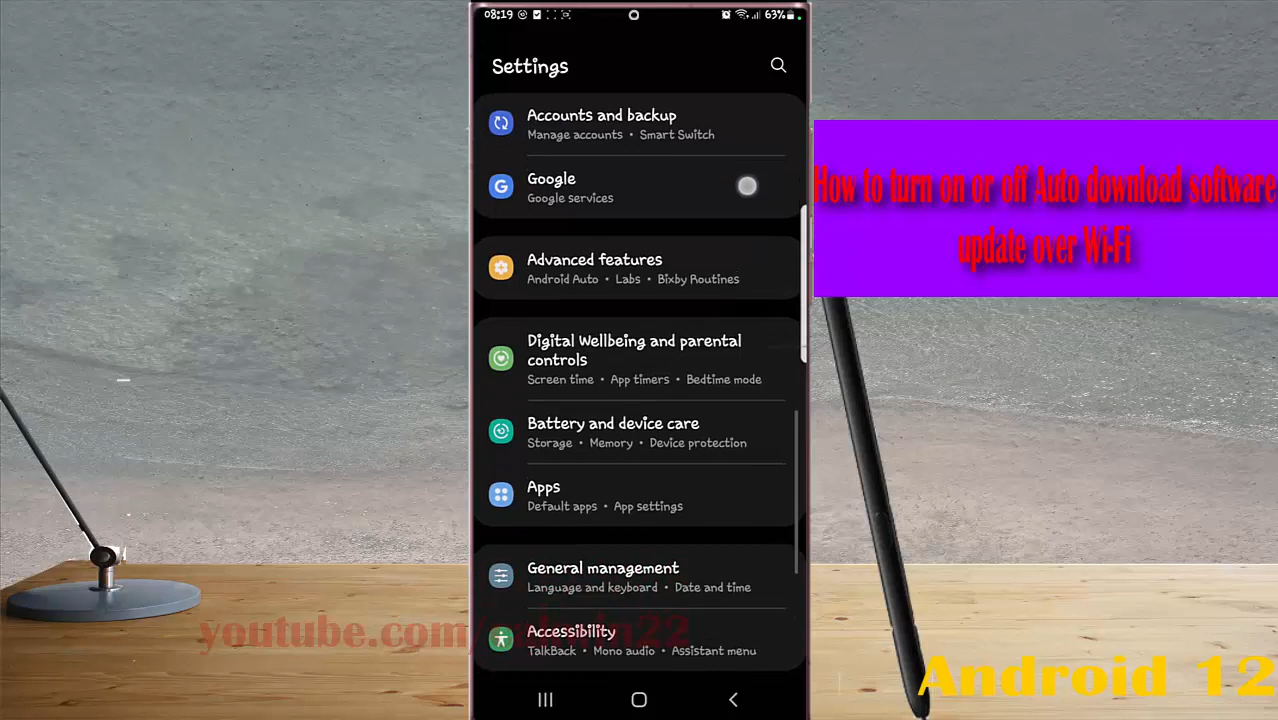 08:19
63%
Settings
Accounts and backup
Manage accounts • Smart Switch
Google
Google services
Advanced features
Android Auto • Labs • Bixby Routines
Digital Wellbeing and parental
controls
Screen time • App timers • Bedtime mode
Battery and device care
Storage • Memory • Device protection
Apps
Default apps • App settings
General management
Language and keyboard • Date and time
Accessibility
TalkBack • Mono audio • Assistant menu
How to turn on or off Auto download software
update over Wi-Fi
youtube.com/
Android 12